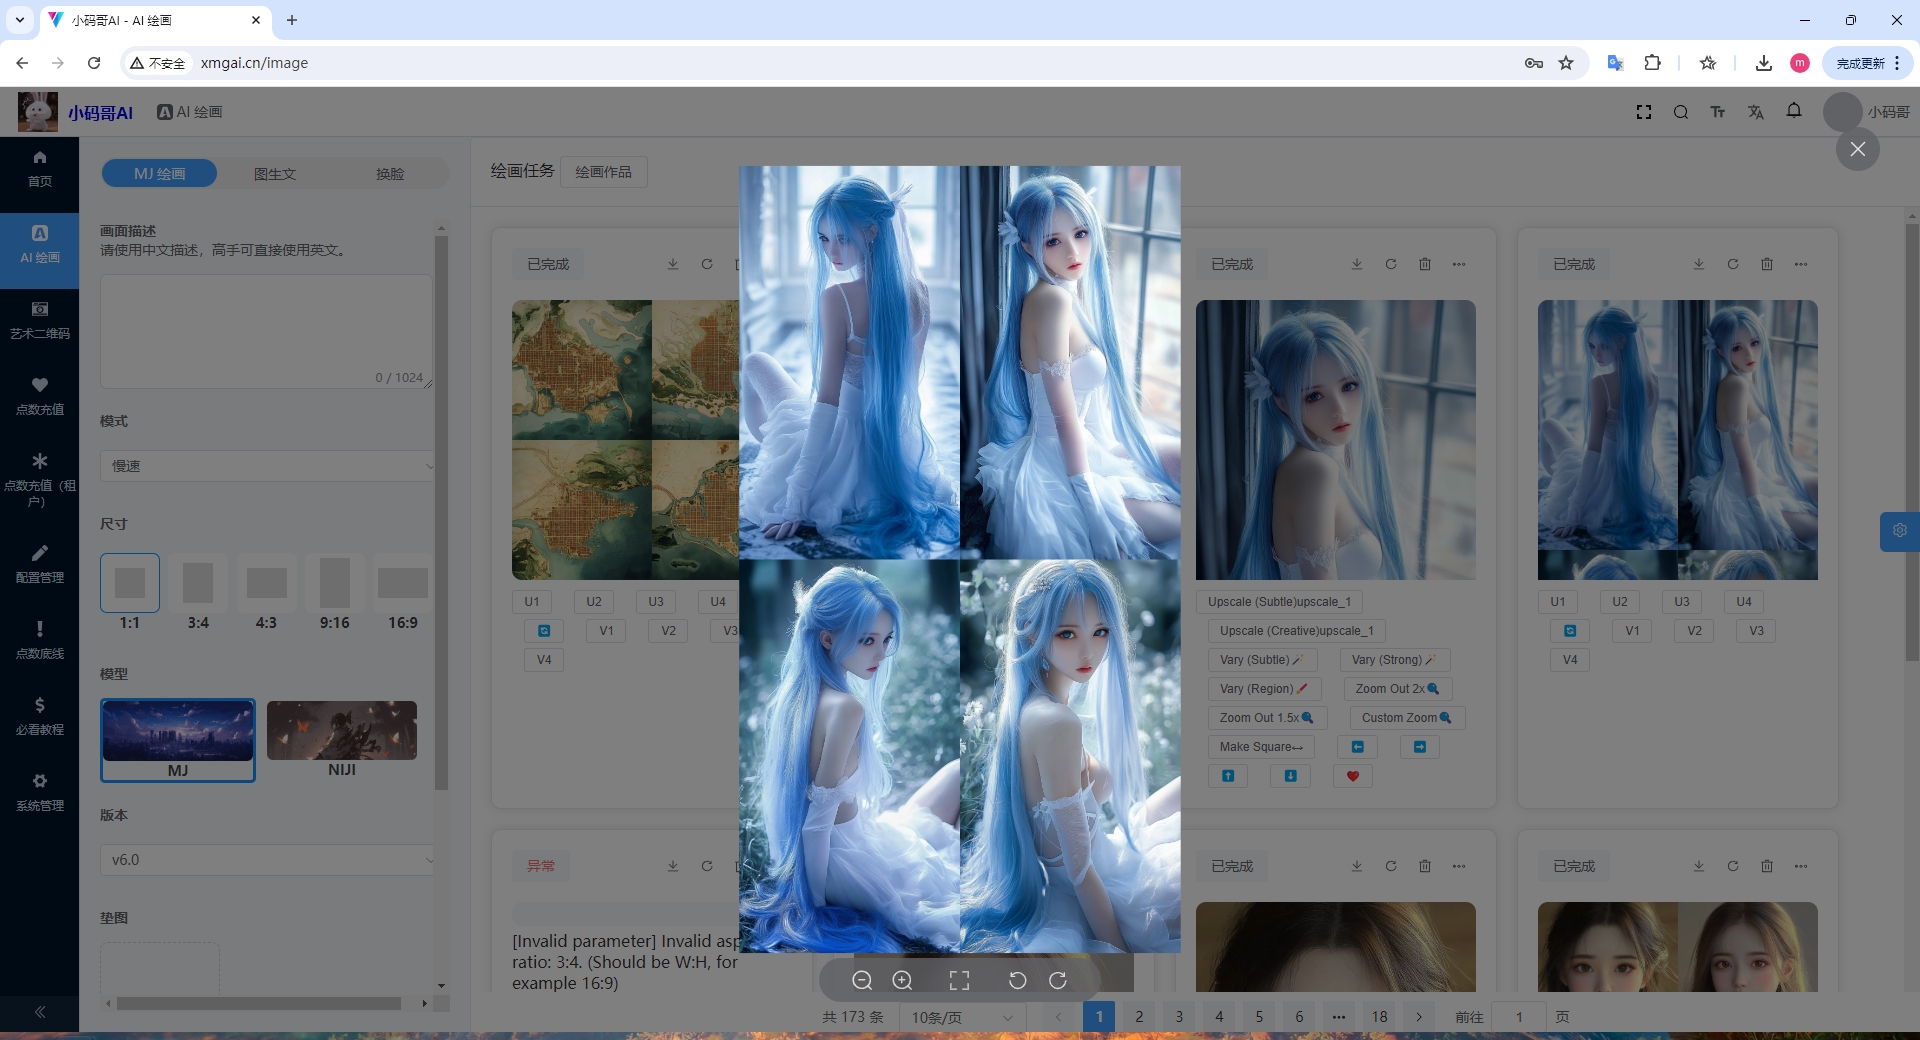 小码哥AI - AI 绘画
不安全
xmgai.cn/image
m
完成更新
小码哥AI
AI 绘画
小码哥
首页
AI 绘画
艺术二维码
点数充值
点数充值（租
户）
配置管理
点数底线
必看教程
系统管理
MJ 绘画
图生文
换脸
画面描述
请使用中文描述，高手可直接使用英文。
0 / 1024
模式
慢速
尺寸
1:1
3:4
4:3
9:16
16:9
模型
MJ
NIJI
版本
v6.0
垫图
绘画任务
绘画作品
已完成
U1
U2
U3
U4
V1
V2
V3
V4
已完成
Upscale (Subtle)upscale_1
Upscale (Creative)upscale_1
Vary (Subtle)
Vary (Strong)
Vary (Region)
Zoom Out 2x
Zoom Out 1.5x
Custom Zoom
Make Square
已完成
U1
U2
U3
U4
V1
V2
V3
V4
异常
[Invalid parameter] Invalid asp
ratio: 3:4. (Should be W:H, for
example 16:9)
已完成
已完成
共 173 条
10条/页
1
2
3
4
5
6
18
前往
1
页